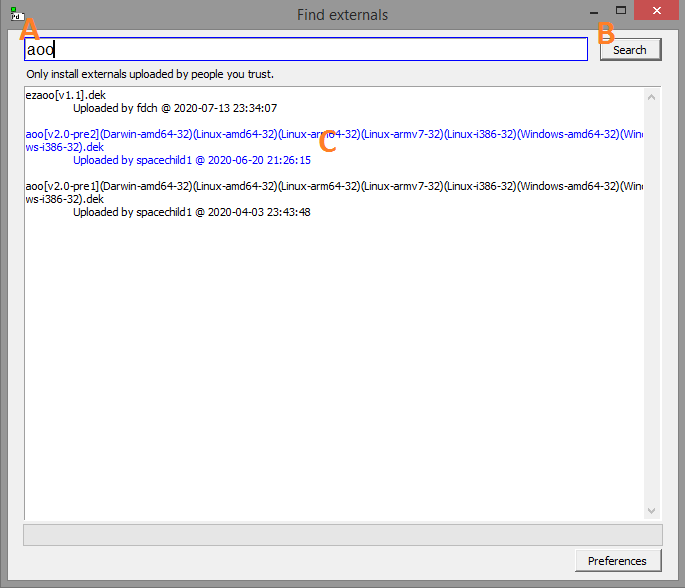 Pd
Find externals
A
B
aoo
Search
Only install externals uploaded by people you trust.
ezaoo[v1.1].dek
Uploaded by fdch @ 2020-07-13 23:34:07
C
aoo[v2.0-pre2](Darwin-amd64-32)(Linux-amd64-32)(Linux-arm64-32)(Linux-armv7-32)(Linux-i386-32)(Windows-amd64-32)(Windo
ws-i386-32).dek
Uploaded by spacechild1 @ 2020-06-20 21:26:15
aoo[v2.0-pre1](Darwin-amd64-32)(Linux-amd64-32)(Linux-arm64-32)(Linux-armv7-32)(Linux-i386-32)(Windows-amd64-32)(Windo
ws-i386-32).dek
Uploaded by spacechild1 @ 2020-04-03 23:43:48
Preferences